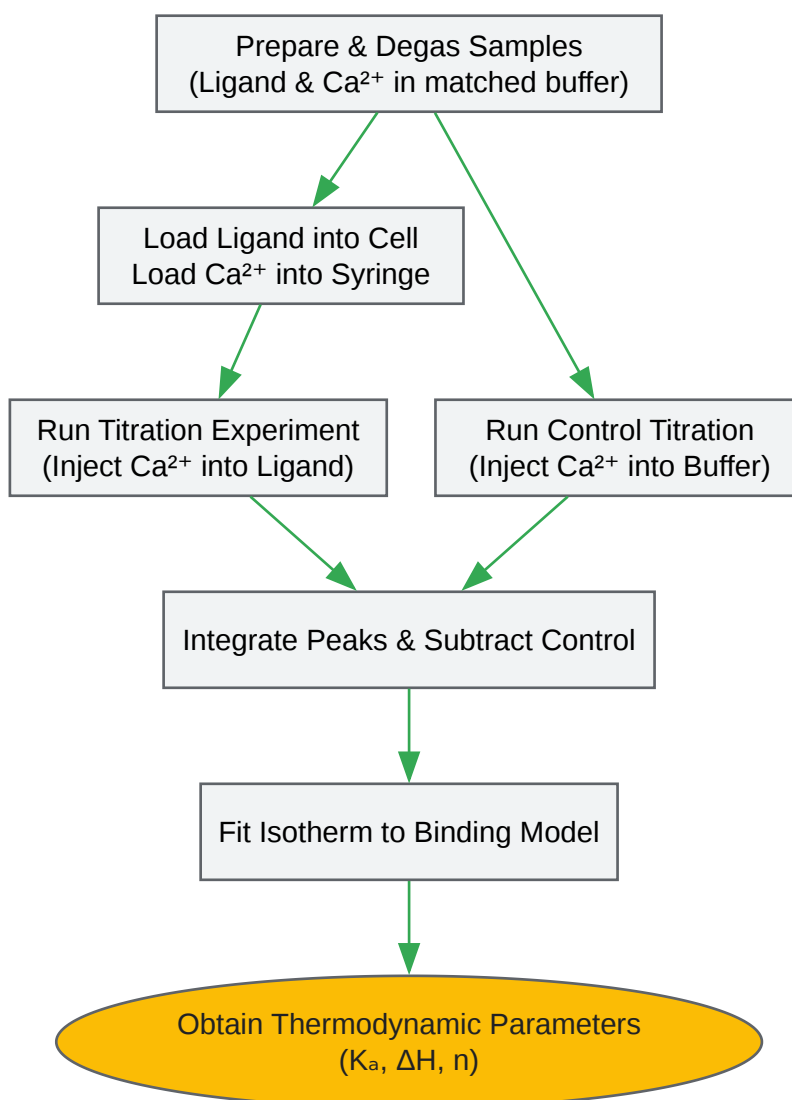 Prepare & Degas Samples
(Ligand & Ca²⁺ in matched buffer)
Load Ligand into Cell
Load Ca²⁺ into Syringe
Run Titration Experiment
(Inject Ca²⁺ into Ligand)
Run Control Titration
(Inject Ca²⁺ into Buffer)
Integrate Peaks & Subtract Control
Fit Isotherm to Binding Model
Obtain Thermodynamic Parameters
(Kₐ, ΔH, n)